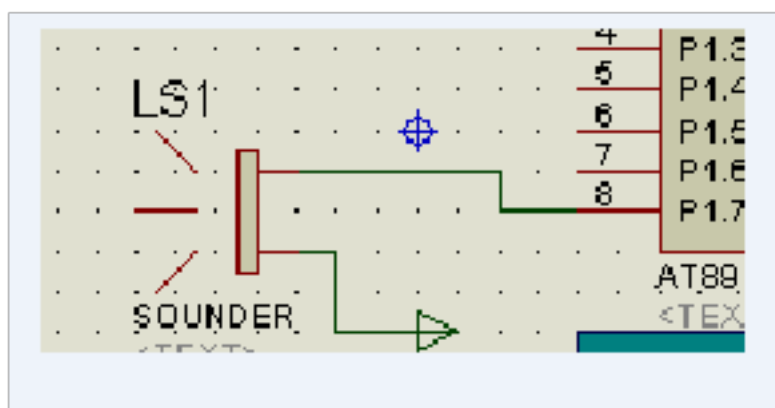 4
P1.3
5
P1.4
LS1
6
P1.5
7
P1.6
8
P1.7
AT89
SOUNDER
<TEX
<TEXT>